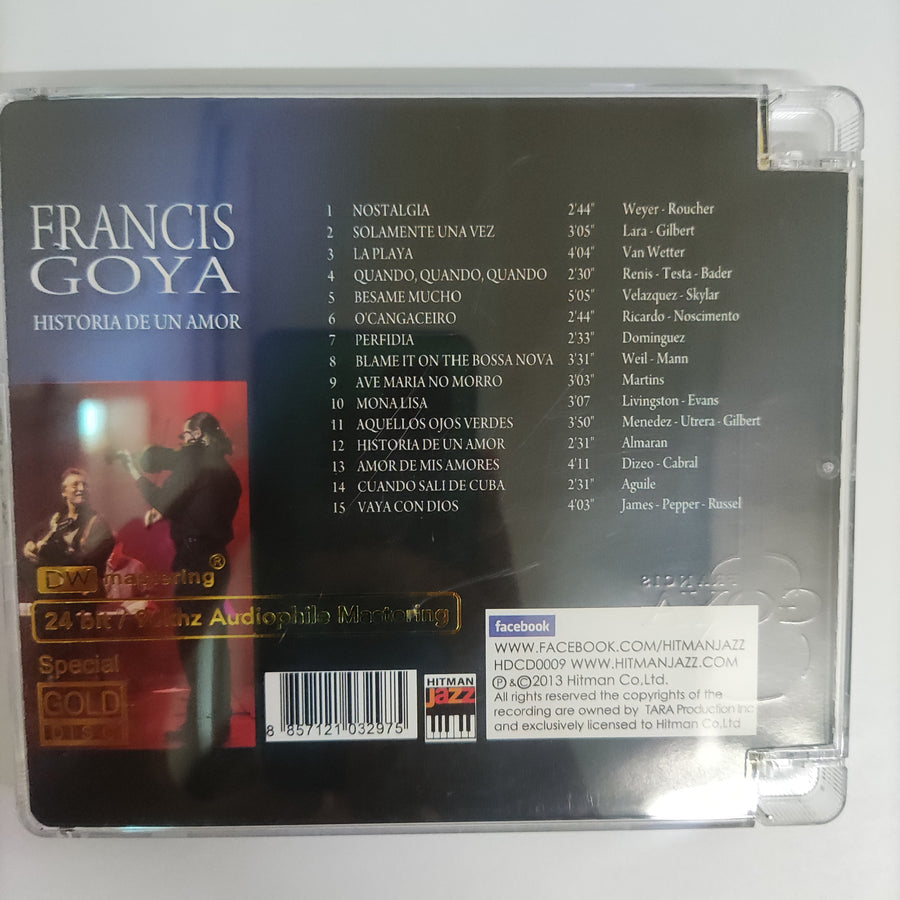 FRANCIS
GOYA
HISTORIA DE UN AMOR
1 NOSTALGIA 2'44" Weyer - Roucher
2 SOLAMENTE UNA VEZ 3'05" Lara - Gilbert
3 LA PLAYA 4'04" Van Wetter
4 QUANDO, QUANDO, QUANDO 2'30" Renis - Testa - Bader
5 BESAME MUCHO 5'05" Velazquez - Skylar
6 O'CANGACEIRO 2'44" Ricardo - Noscimento
7 PERFIDIA 2'33" Dominguez
8 BLAME IT ON THE BOSSA NOVA 3'31" Weil - Mann
9 AVE MARIA NO MORRO 3'03" Martins
10 MONA LISA 3'07 Livingston - Evans
11 AQUELLOS OJOS VERDES 3'50" Menedez - Utrera - Gilbert
12 HISTORIA DE UN AMOR 2'31" Almaran
13 AMOR DE MIS AMORES 4'11 Dizeo - Cabral
14 CUANDO SALI DE CUBA 2'31" Aguile
15 VAYA CON DIOS 4'03" James - Pepper - Russel
DW mastering®
24 bit / Audiophile Mastering
Special
GOLD
DISC
8 857121 032975
HITMAN
jazz
facebook
WWW.FACEBOOK.COM/HITMANJAZZ
HDCD0009 WWW.HITMANJAZZ.COM
℗ & © 2013 Hitman Co,Ltd.
All rights reserved the copyrights of the
recording are owned by TARA Production Inc
and exclusively licensed to Hitman Co,Ltd